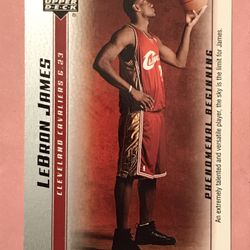 UPPER DECK
LEBRON JAMES
CLEVELAND CAVALIERS G. 23
PHENOMENAL BEGINNING
An extremely talented and versatile player, the sky is the limit for James.